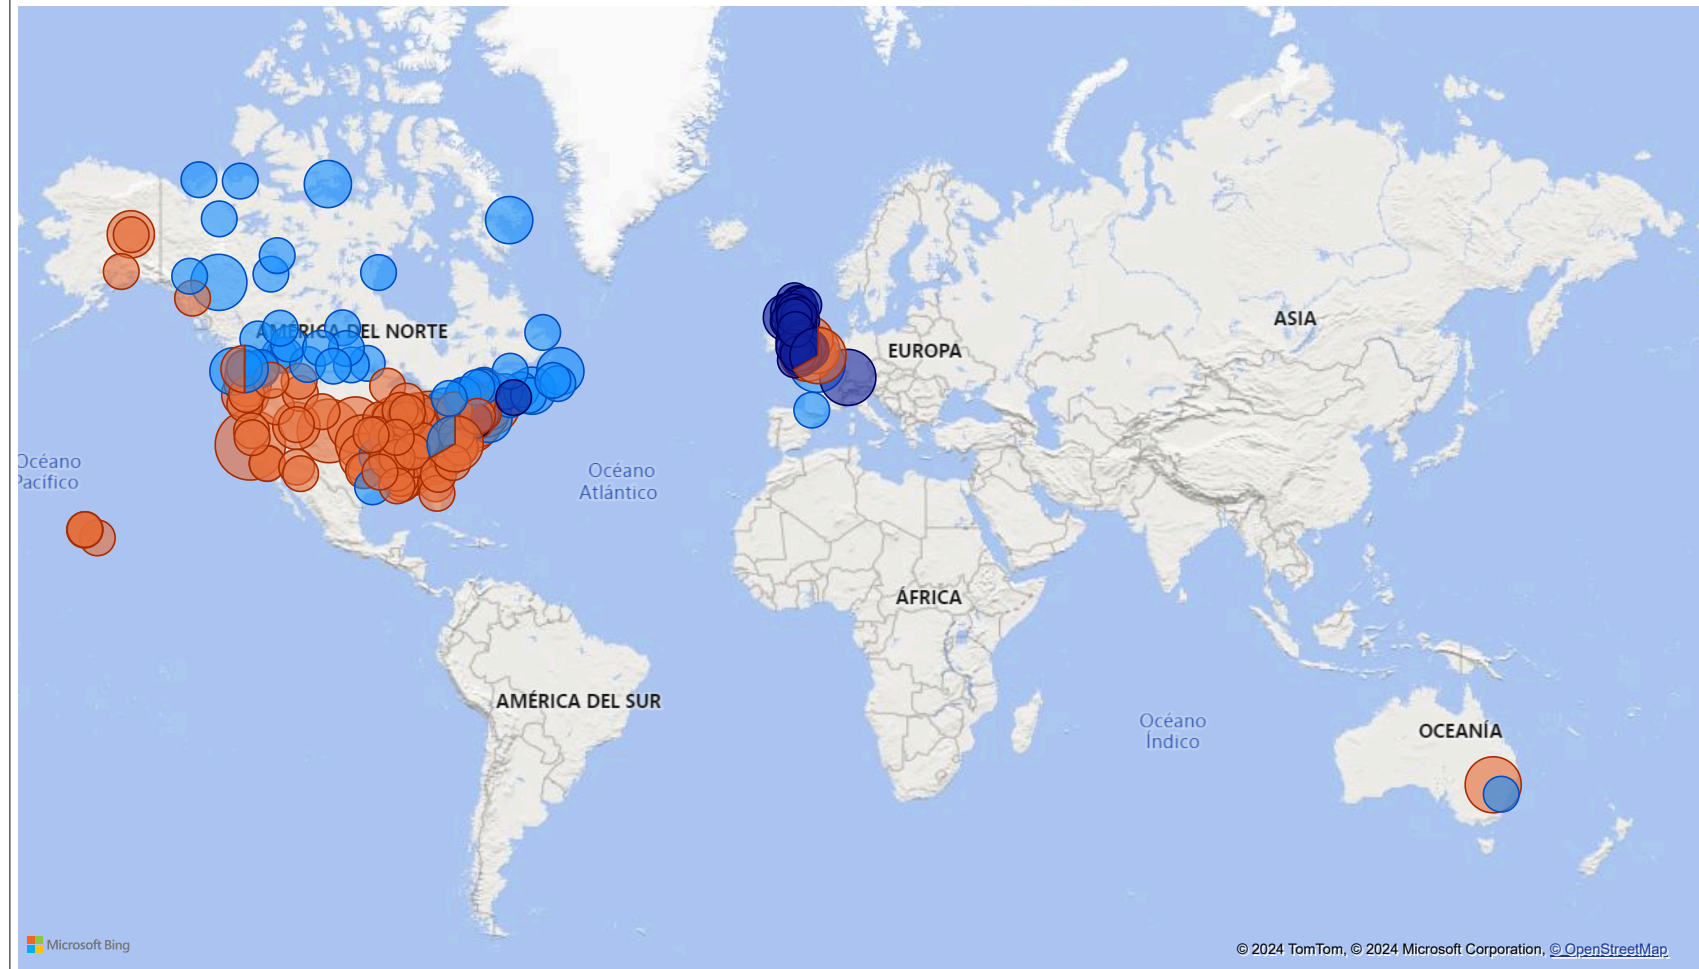 AMÉRICA DEL NORTE
EUROPA
ASIA
Océano
Pacífico
Océano
Atlántico
ÁFRICA
AMÉRICA DEL SUR
Océano
Índico
OCEANÍA
Microsoft Bing
© 2024 TomTom, © 2024 Microsoft Corporation, © OpenStreetMap